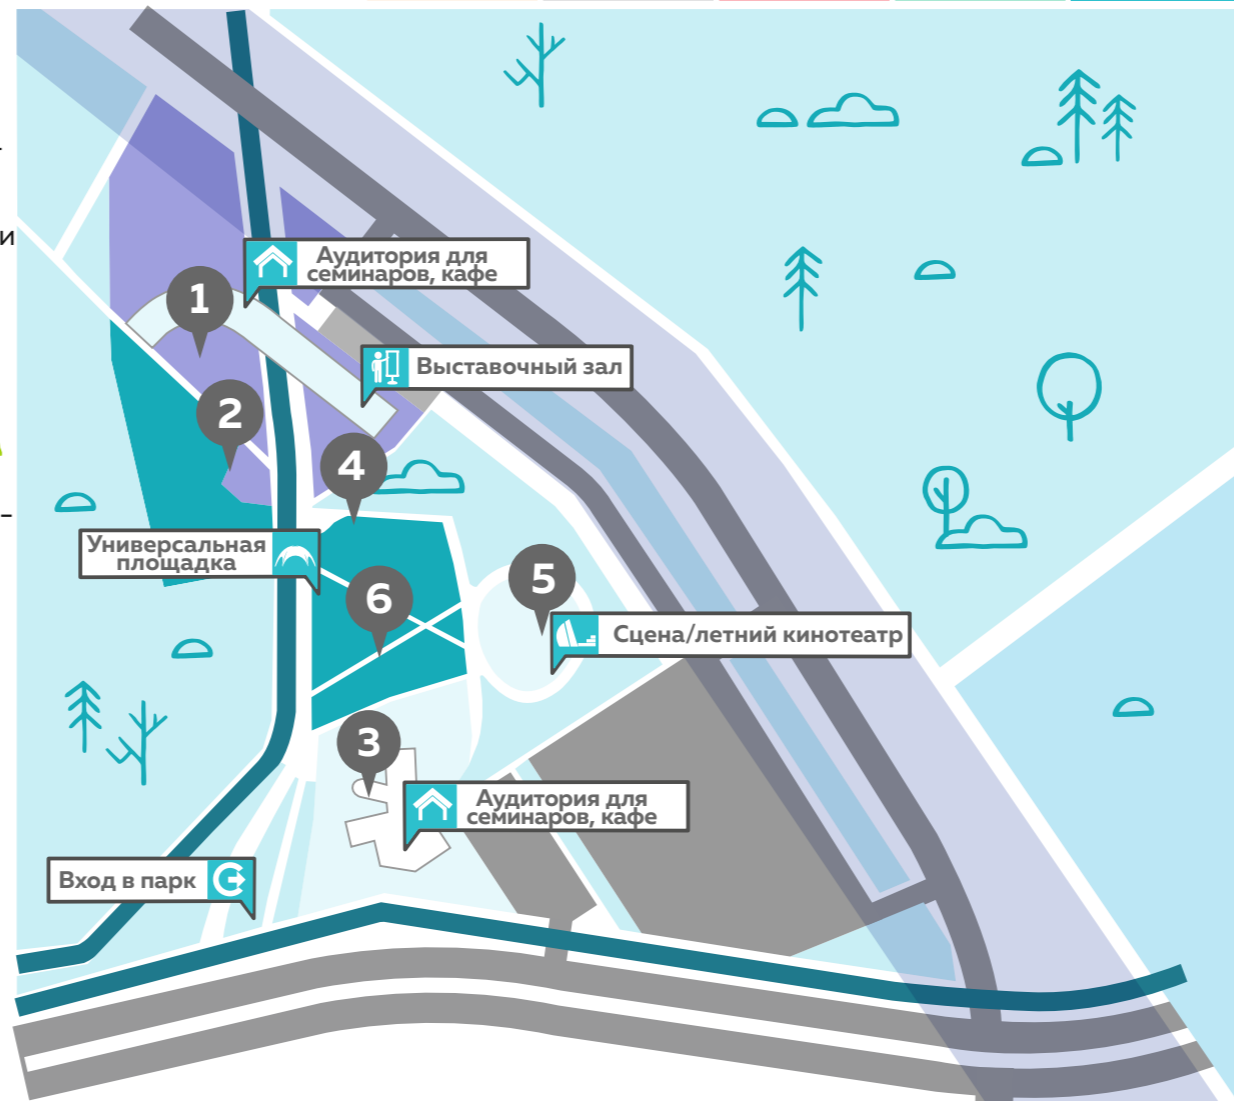 и
Аудитория для
семинаров, кафе
1
Выставочный зал
2
4
Универсальная
площадка
5
6
Сцена/летний кинотеатр
3
Аудитория для
семинаров, кафе
Вход в парк